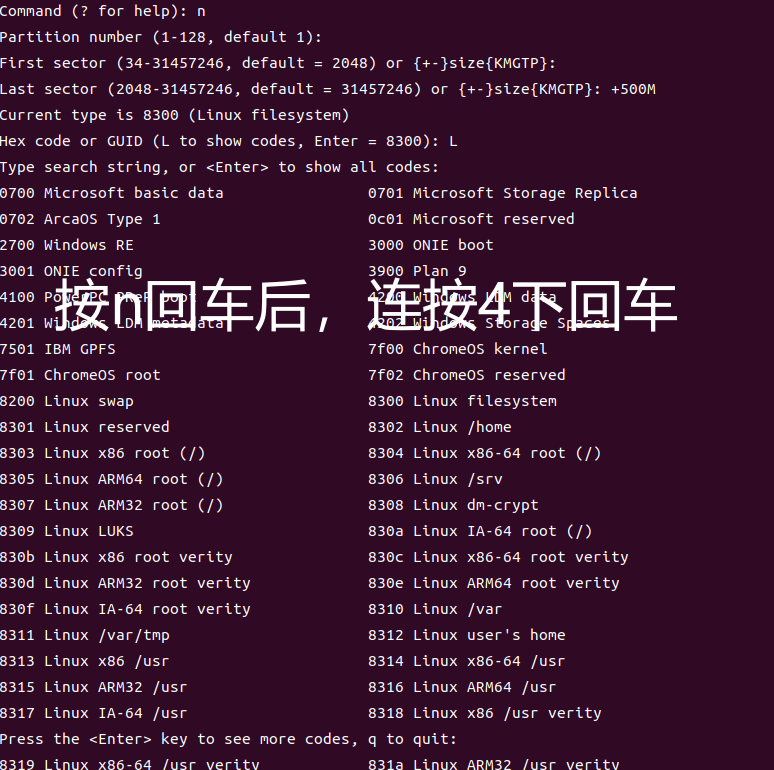 Command (? for help): n
Partition number (1-128, default 1):
First sector (34-31457246, default = 2048) or {+-}size{KMGTP}:
Last sector (2048-31457246, default = 31457246) or {+-}size{KMGTP}: +500M
Current type is 8300 (Linux filesystem)
Hex code or GUID (L to show codes, Enter = 8300): L
Type search string, or <Enter> to show all codes:
0700 Microsoft basic data 0701 Microsoft Storage Replica
0702 ArcaOS Type 1 0c01 Microsoft reserved
2700 Windows RE 3000 ONIE boot
3001 ONIE config 3900 Plan 9
4100 PowerPC PReP boot 4200 Windows LDM data
按n回车后，连按4下回车
4201 Windows LDM metadata 4202 Windows Storage Spaces
7501 IBM GPFS 7f00 ChromeOS kernel
7f01 ChromeOS root 7f02 ChromeOS reserved
8200 Linux swap 8300 Linux filesystem
8301 Linux reserved 8302 Linux /home
8303 Linux x86 root (/) 8304 Linux x86-64 root (/)
8305 Linux ARM64 root (/) 8306 Linux /srv
8307 Linux ARM32 root (/) 8308 Linux dm-crypt
8309 Linux LUKS 830a Linux IA-64 root (/)
830b Linux x86 root verity 830c Linux x86-64 root verity
830d Linux ARM32 root verity 830e Linux ARM64 root verity
830f Linux IA-64 root verity 8310 Linux /var
8311 Linux /var/tmp 8312 Linux user's home
8313 Linux x86 /usr 8314 Linux x86-64 /usr
8315 Linux ARM32 /usr 8316 Linux ARM64 /usr
8317 Linux IA-64 /usr 8318 Linux x86 /usr verity
Press the <Enter> key to see more codes, q to quit:
8319 Linux x86-64 /usr verity 831a Linux ARM32 /usr verity